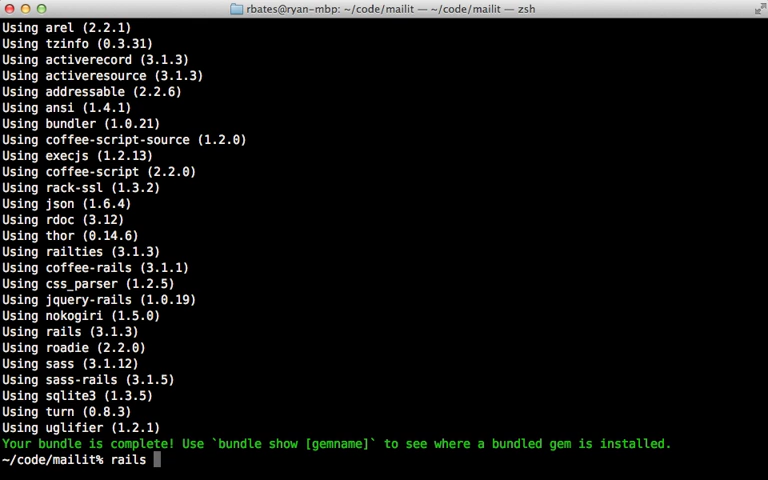 rbates@ryan-mbp: ~/code/mailit — ~/code/mailit — zsh
Using arel (2.2.1)
Using tzinfo (0.3.31)
Using activerecord (3.1.3)
Using activeresource (3.1.3)
Using addressable (2.2.6)
Using ansi (1.4.1)
Using bundler (1.0.21)
Using coffee-script-source (1.2.0)
Using execjs (1.2.13)
Using coffee-script (2.2.0)
Using rack-ssl (1.3.2)
Using json (1.6.4)
Using rdoc (3.12)
Using thor (0.14.6)
Using railties (3.1.3)
Using coffee-rails (3.1.1)
Using css_parser (1.2.5)
Using jquery-rails (1.0.19)
Using nokogiri (1.5.0)
Using rails (3.1.3)
Using roadie (2.2.0)
Using sass (3.1.12)
Using sass-rails (3.1.5)
Using sqlite3 (1.3.5)
Using turn (0.8.3)
Using uglifier (1.2.1)
Your bundle is complete! Use `bundle show [gemname]` to see where a bundled gem is installed.
~/code/mailit% rails